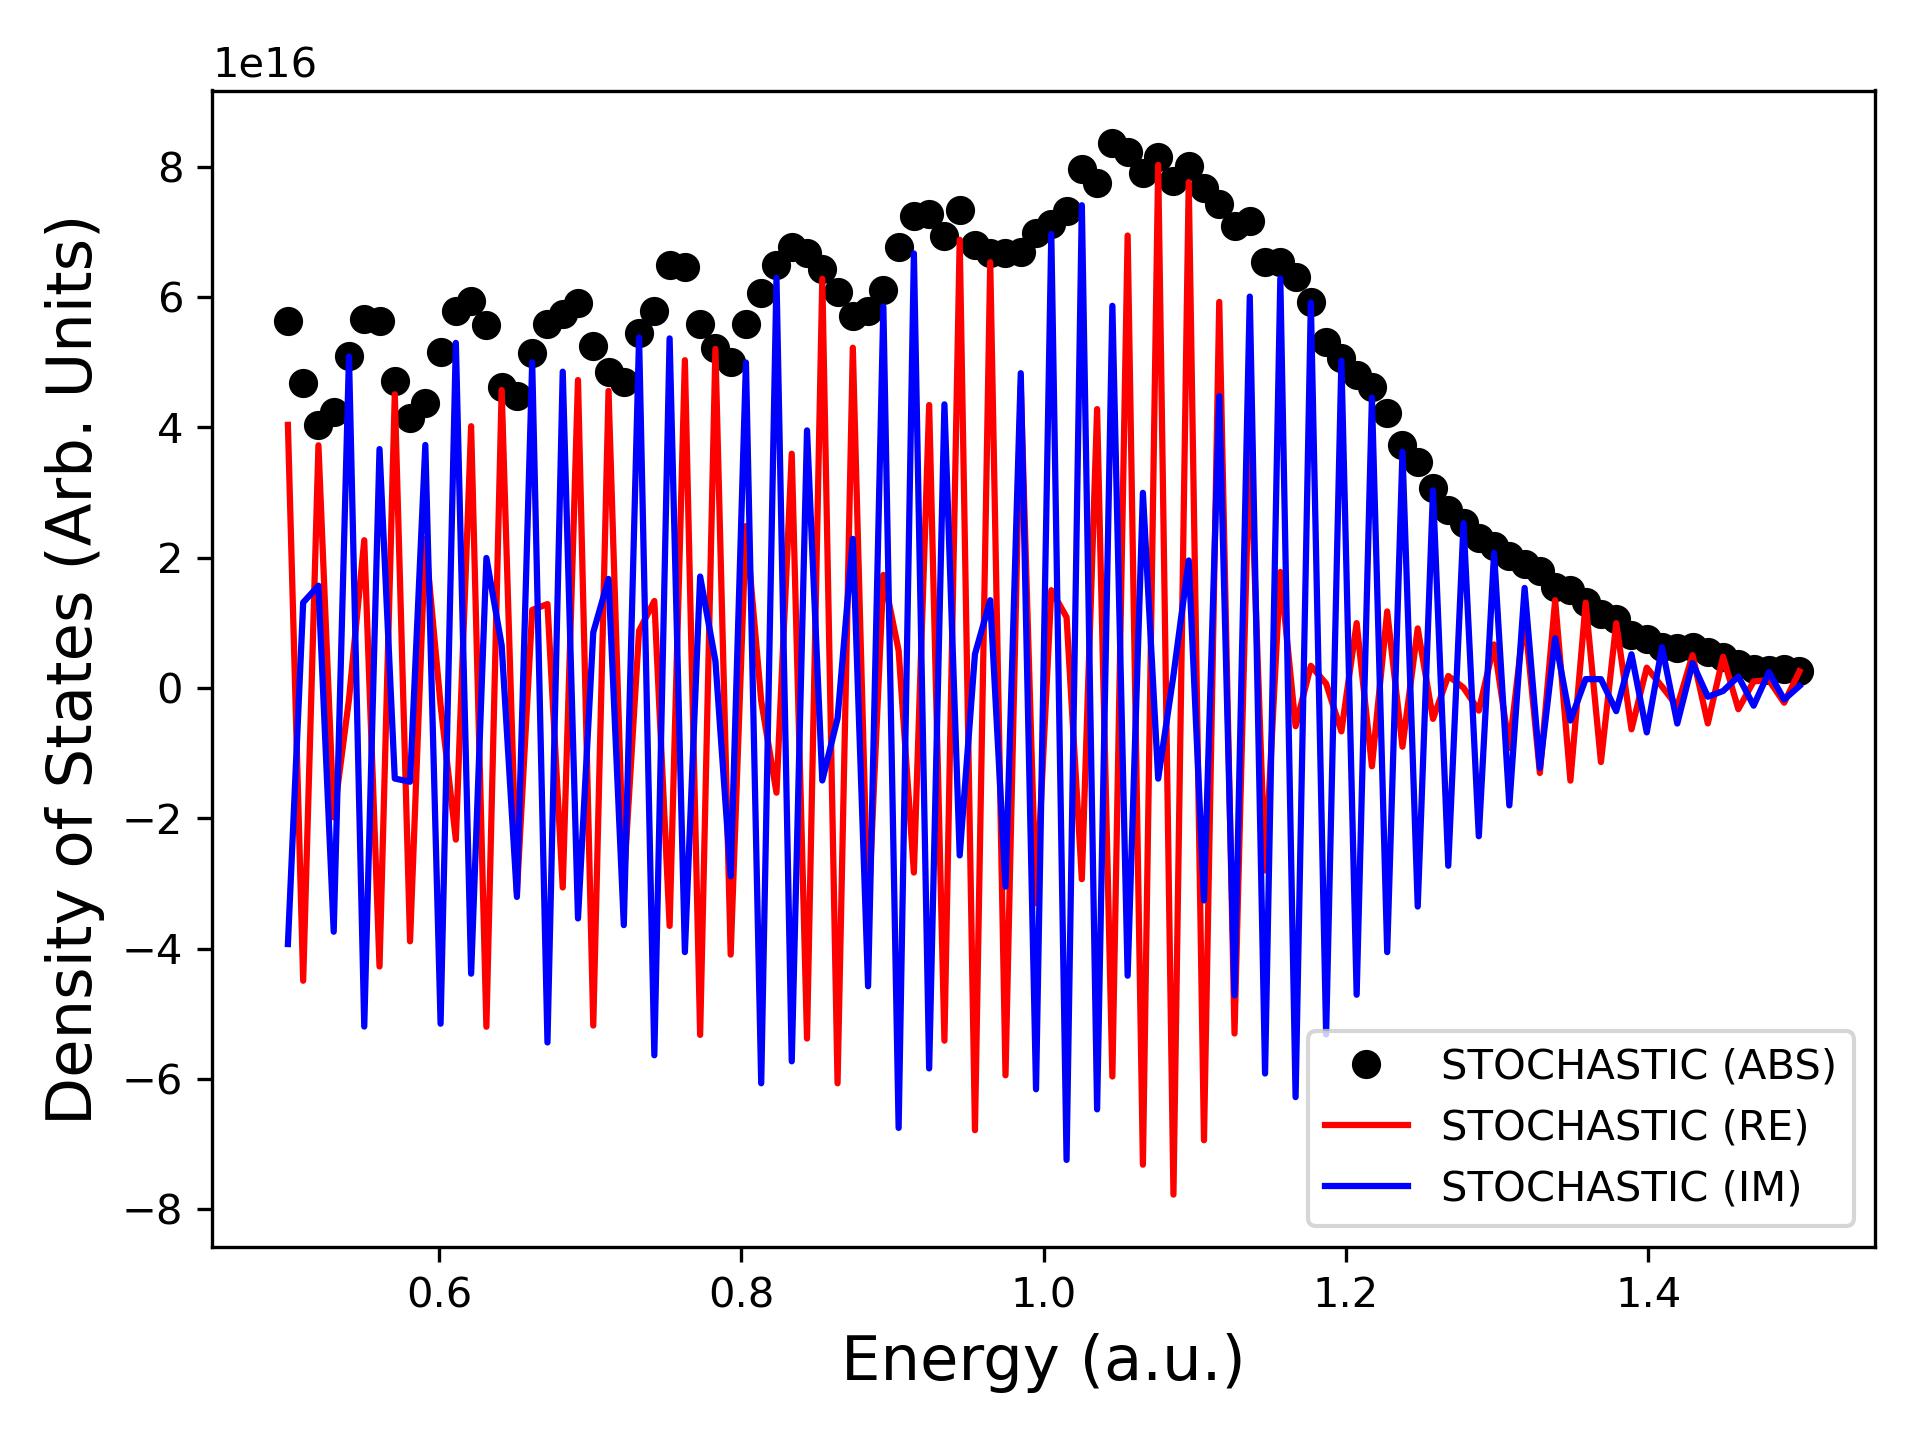 1e16
Density of States (Arb. Units)
8
6
4
2
0
−2
−4
−6
−8
STOCHASTIC (ABS)
STOCHASTIC (RE)
STOCHASTIC (IM)
0.6 0.8 1.0 1.2 1.4
Energy (a.u.)